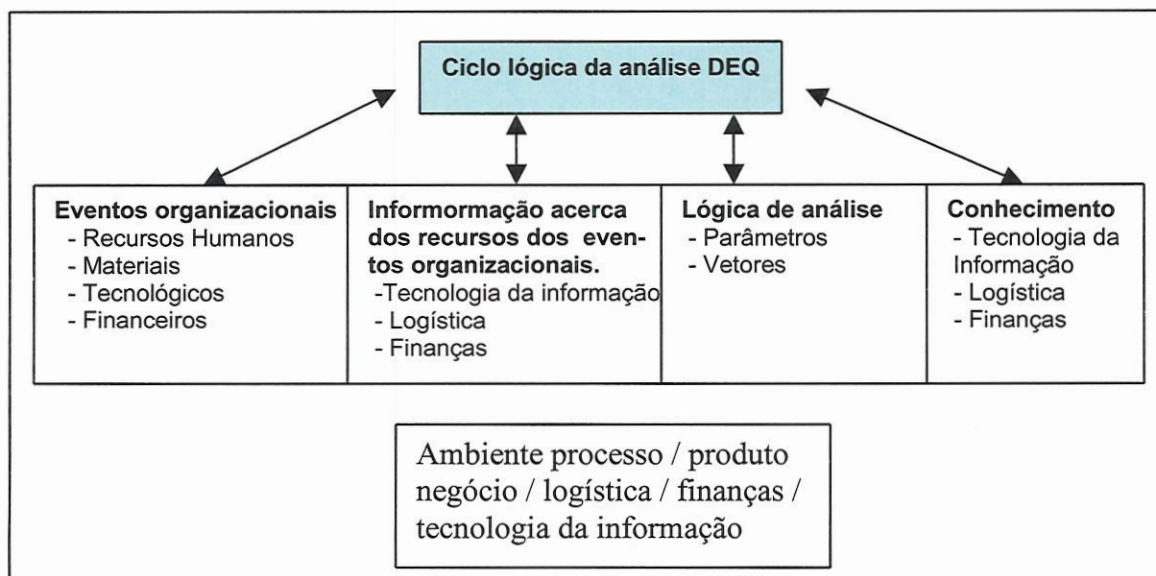 Ciclo lógica da análise DEQ
Eventos organizacionais
- Recursos Humanos
- Materiais
- Tecnológicos
- Financeiros
Informormação acerca
dos recursos dos even-
tos organizacionais.
-Tecnologia da informação
- Logística
- Finanças
Lógica de análise
- Parâmetros
- Vetores
Conhecimento
- Tecnologia da
Informação
- Logística
- Finanças
Ambiente processo / produto
negócio / logística / finanças /
tecnologia da informação